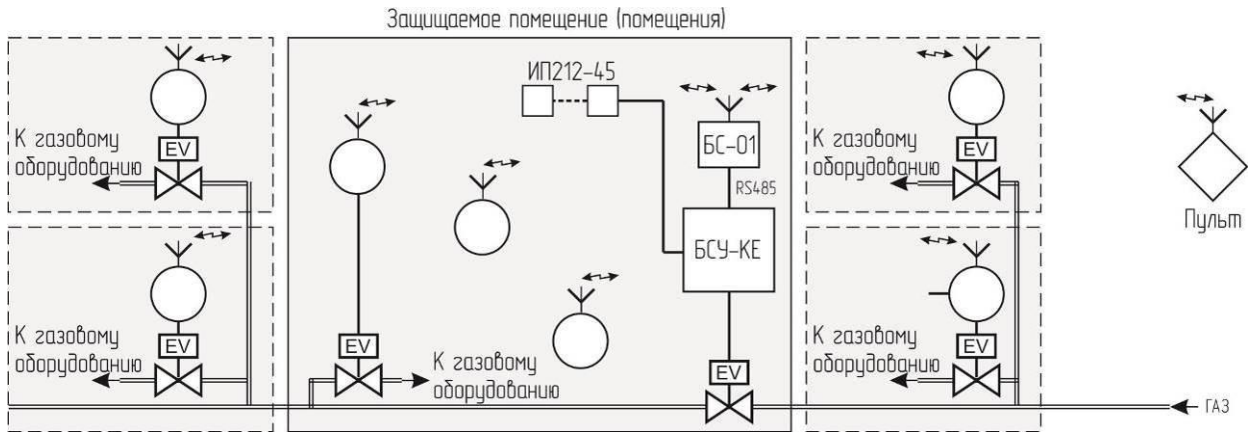 Защищаемое помещение (помещения)
ИП212-45
К газовому
оборудованию
EV
EV
БС-01
RS485
К газовому
оборудованию
EV
БСУ-КЕ
Пульт
К газовому
оборудованию
EV
EV
К газовому
оборудованию
EV
К газовому
оборудованию
EV
ГАЗ